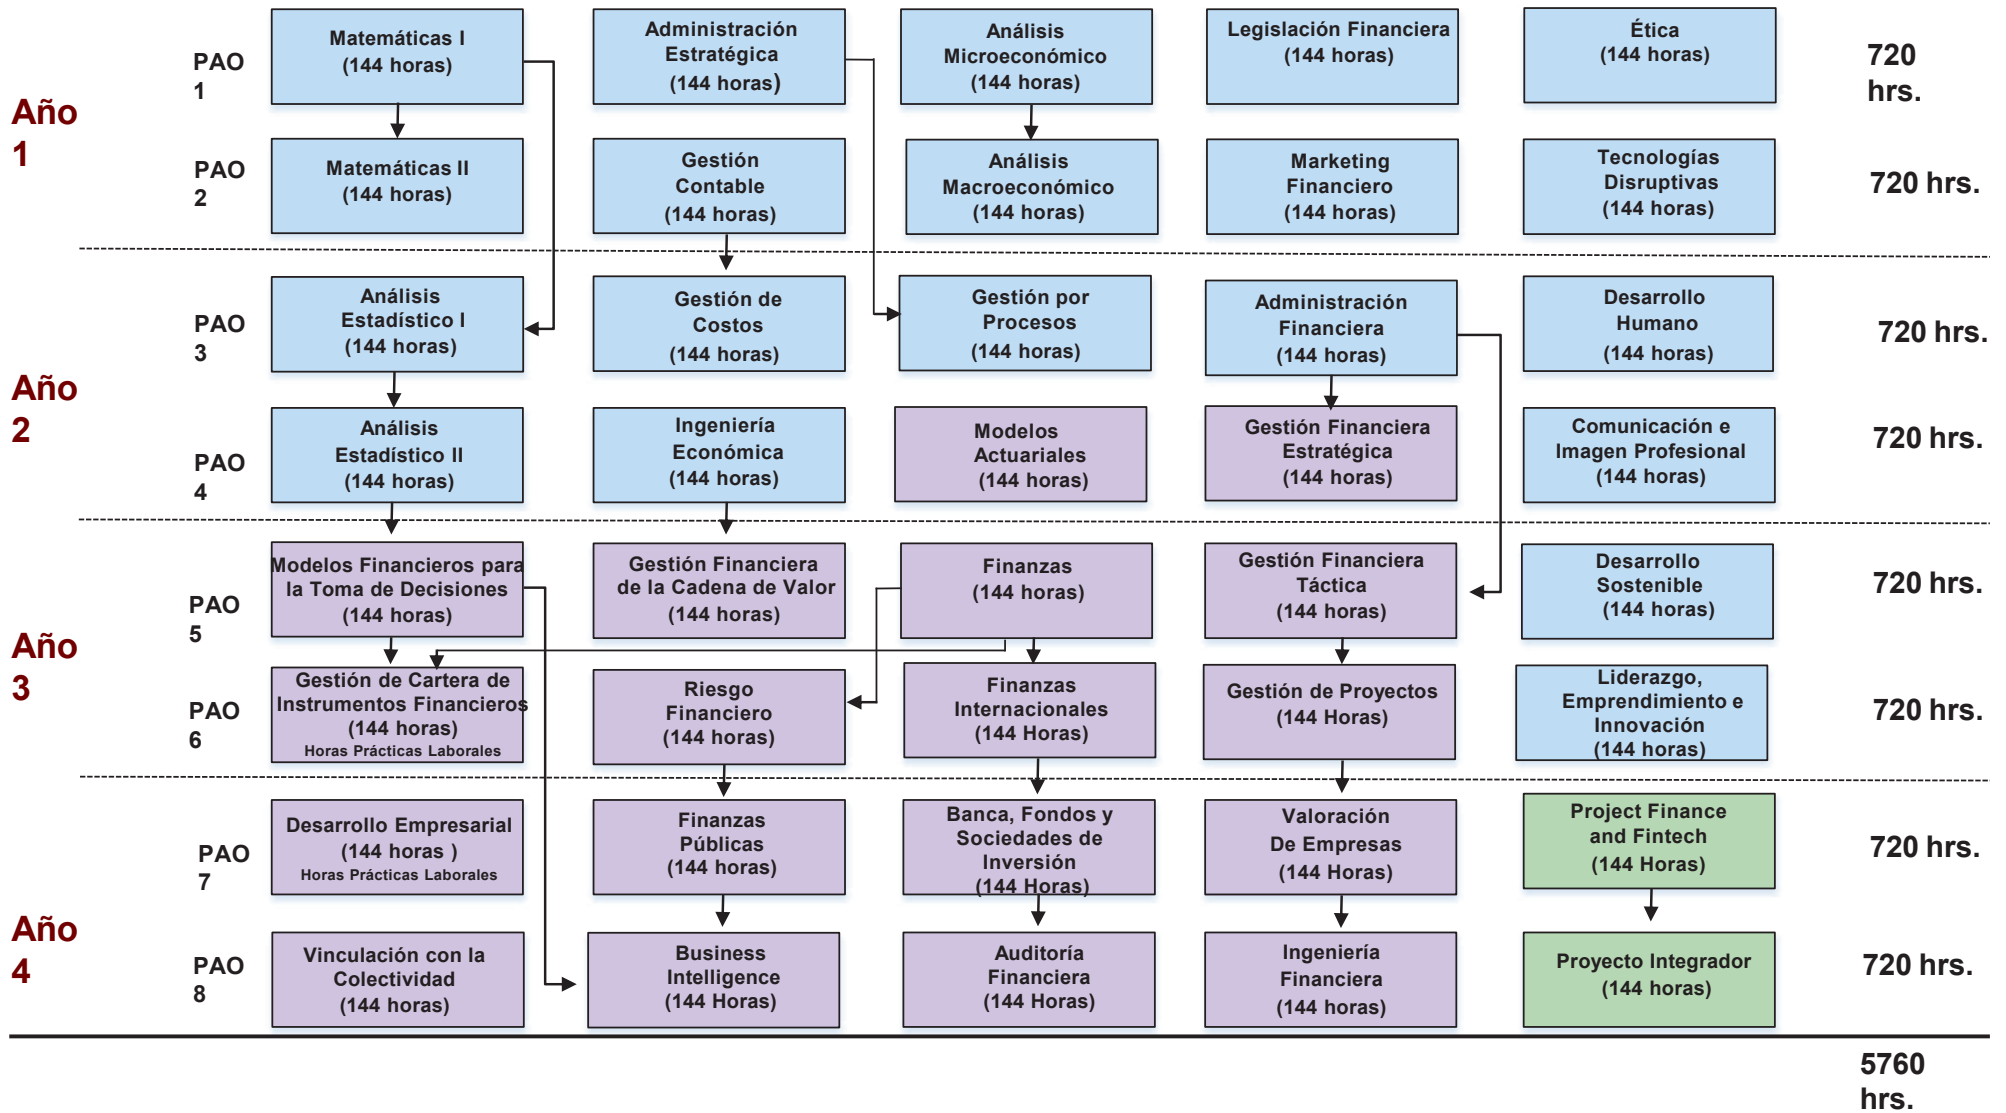 Año
1
PAO
1
Matemáticas I
(144 horas)
Administración
Estratégica
(144 horas)
Análisis
Microeconómico
(144 horas)
Legislación Financiera
(144 horas)
Ética
(144 horas)
720
hrs.
PAO
2
Matemáticas II
(144 horas)
Gestión
Contable
(144 horas)
Análisis
Macroeconómico
(144 horas)
Marketing
Financiero
(144 horas)
Tecnologías
Disruptivas
(144 horas)
720 hrs.
Año
2
PAO
3
Análisis
Estadístico I
(144 horas)
Gestión de
Costos
(144 horas)
Gestión por
Procesos
(144 horas)
Administración
Financiera
(144 horas)
Desarrollo
Humano
(144 horas)
720 hrs.
PAO
4
Análisis
Estadístico II
(144 horas)
Ingeniería
Económica
(144 horas)
Modelos
Actuariales
(144 horas)
Gestión Financiera
Estratégica
(144 horas)
Comunicación e
Imagen Profesional
(144 horas)
720 hrs.
Año
3
PAO
5
Modelos Financieros para
la Toma de Decisiones
(144 horas)
Gestión Financiera
de la Cadena de Valor
(144 horas)
Finanzas
(144 horas)
Gestión Financiera
Táctica
(144 horas)
Desarrollo
Sostenible
(144 horas)
720 hrs.
PAO
6
Gestión de Cartera de
Instrumentos Financieros
(144 horas)
Horas Prácticas Laborales
Riesgo
Financiero
(144 horas)
Finanzas
Internacionales
(144 Horas)
Gestión de Proyectos
(144 Horas)
Liderazgo,
Emprendimiento e
Innovación
(144 horas)
720 hrs.
Año
4
PAO
7
Desarrollo Empresarial
(144 horas )
Horas Prácticas Laborales
Finanzas
Públicas
(144 horas)
Banca, Fondos y
Sociedades de
Inversión
(144 Horas)
Valoración
De Empresas
(144 Horas)
Project Finance
and Fintech
(144 Horas)
720 hrs.
PAO
8
Vinculación con la
Colectividad
(144 horas)
Business
Intelligence
(144 Horas)
Auditoría
Financiera
(144 Horas)
Ingeniería
Financiera
(144 horas)
Proyecto Integrador
(144 horas)
720 hrs.
5760
hrs.